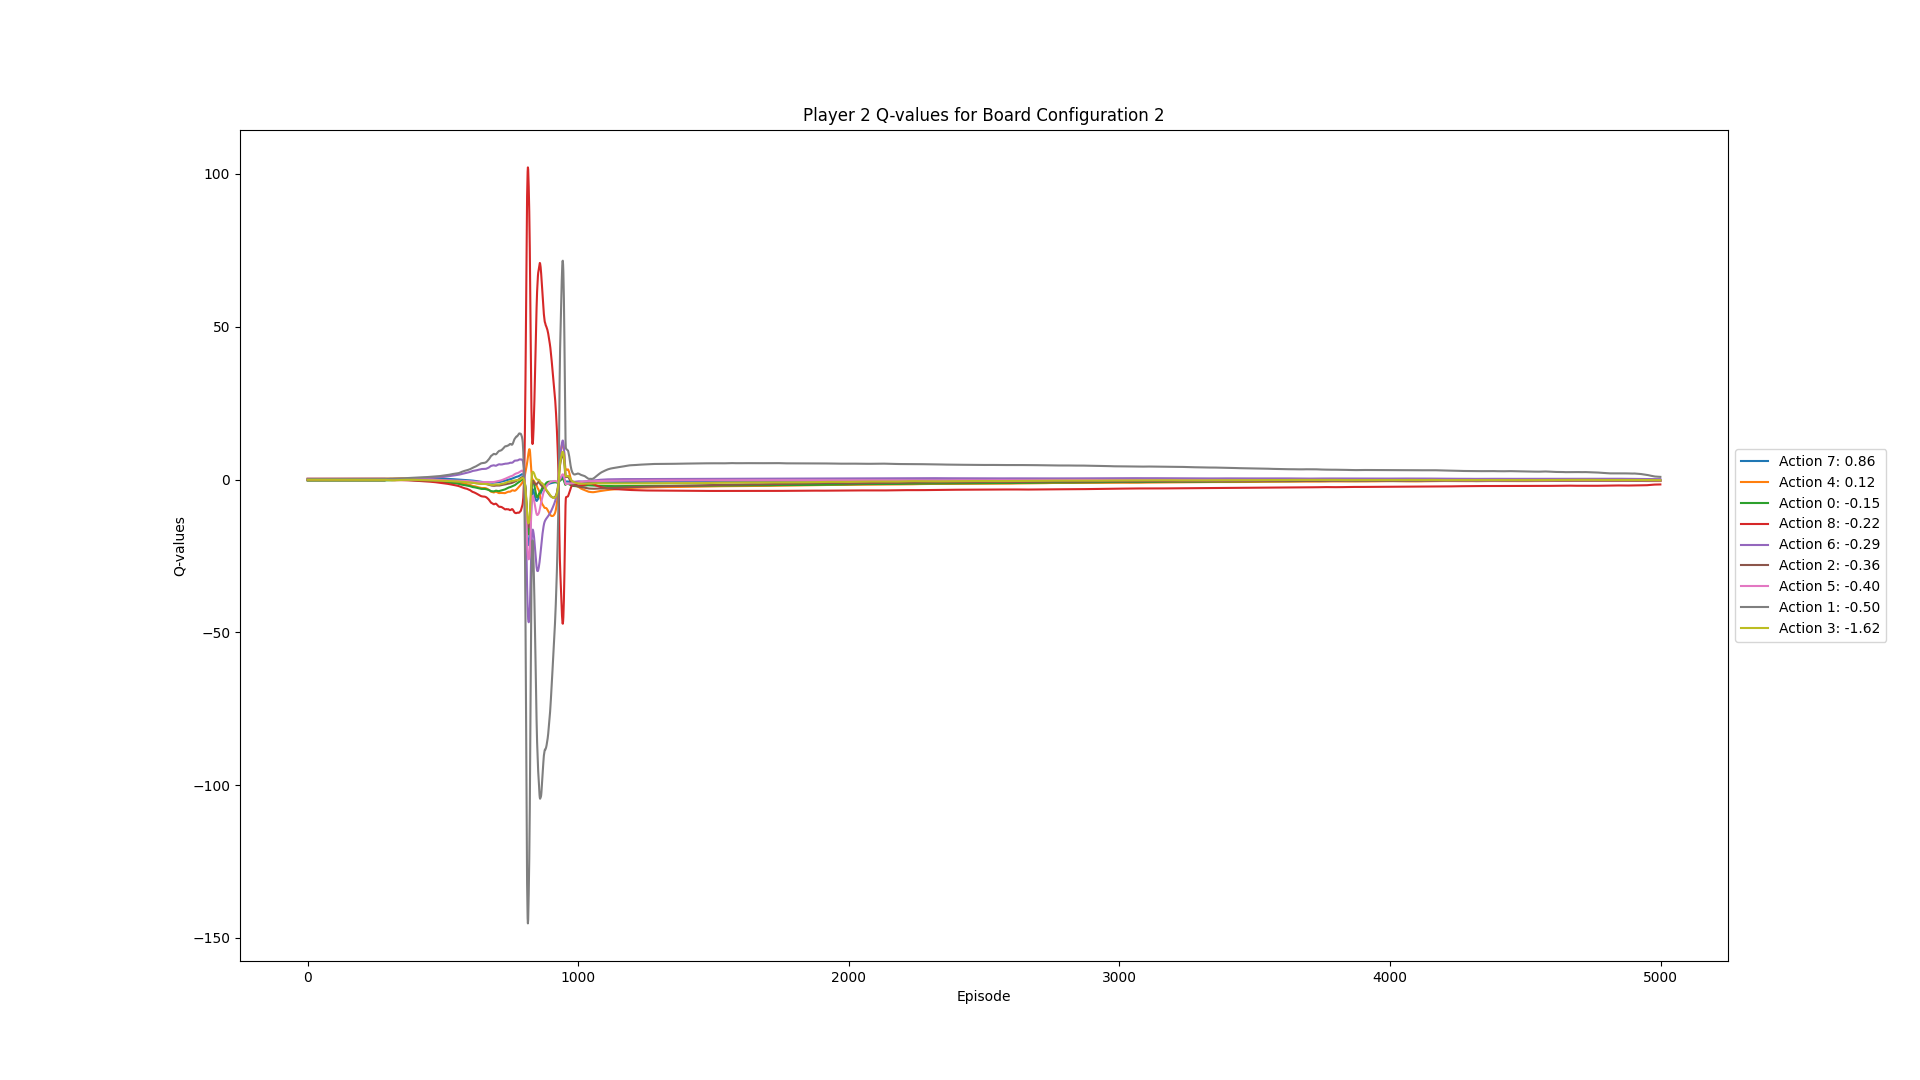 Player 2 Q-values for Board Configuration 2
100
50
0
−50
−100
−150
Q-values
0
1000
2000
3000
4000
5000
Episode
Action 7: 0.86
Action 4: 0.12
Action 0: -0.15
Action 8: -0.22
Action 6: -0.29
Action 2: -0.36
Action 5: -0.40
Action 1: -0.50
Action 3: -1.62